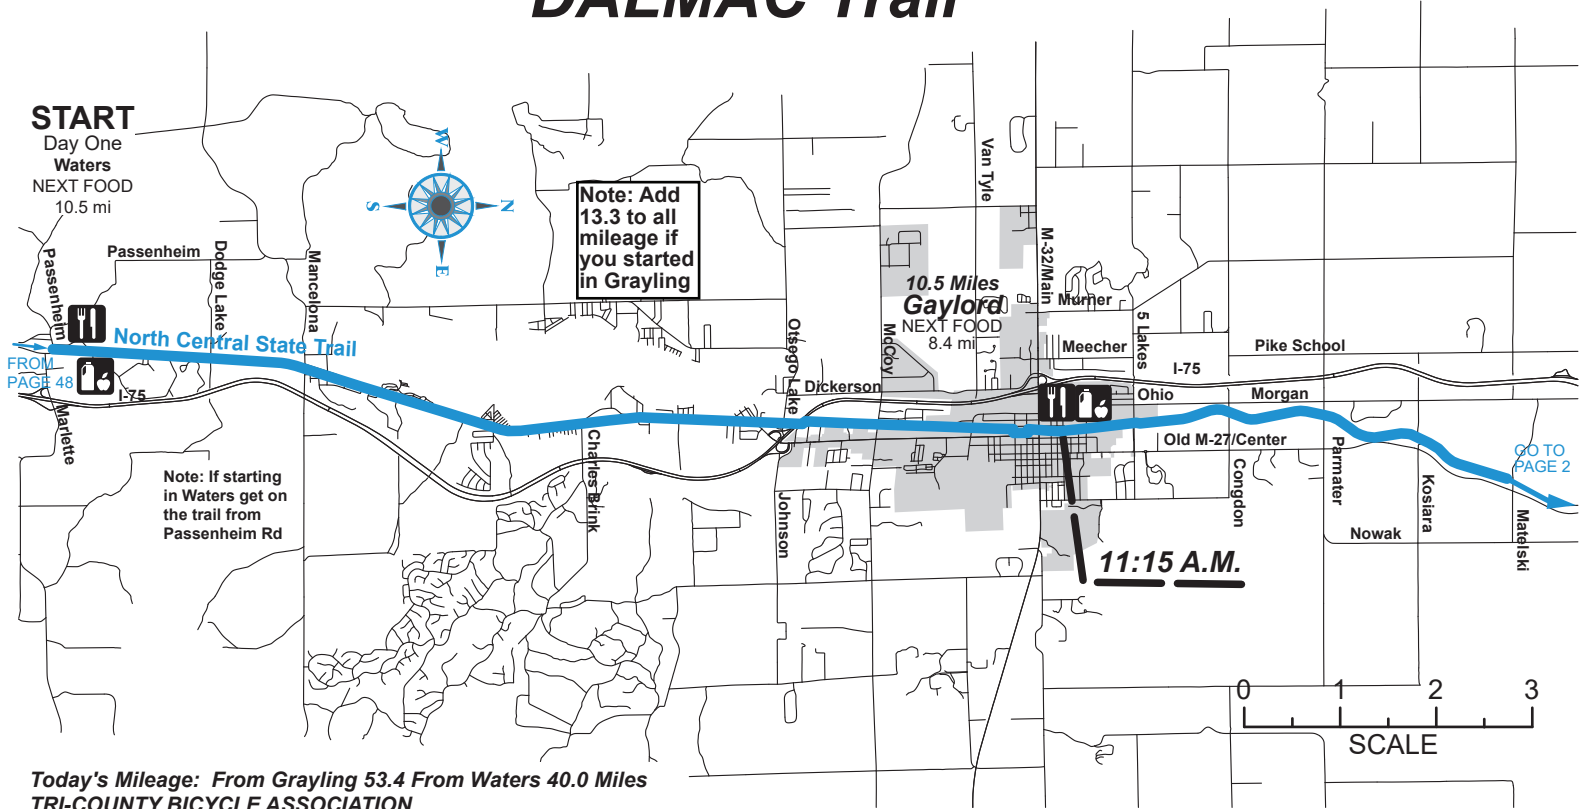 DALMAC Trail
START
Day One
Waters
NEXT FOOD
10.5 mi
W
S
N
E
Note: Add
13.3 to all
mileage if
you started
in Grayling
Van Tyle
M-32/Main
10.5 Miles
Gaylord
NEXT FOOD
8.4 mi
Murner
Meecher
5 Lakes
Pike School
I-75
Ohio
Morgan
Old M-27/Center
Passenheim
Passenheim
Dodge Lake
Mancelona
North Central State Trail
FROM
PAGE 48
I-75
Marlette
Otsego Lake
McCoy
Dickerson
Charles Brink
Johnson
Note: If starting
in Waters get on
the trail from
Passenheim Rd
Congdon
Parmater
Kosiara
Nowak
Matelski
GO TO
PAGE 2
11:15 A.M.
0 1 2 3
SCALE
Today's Mileage: From Grayling 53.4 From Waters 40.0 Miles
TRI-COUNTY BICYCLE ASSOCIATION